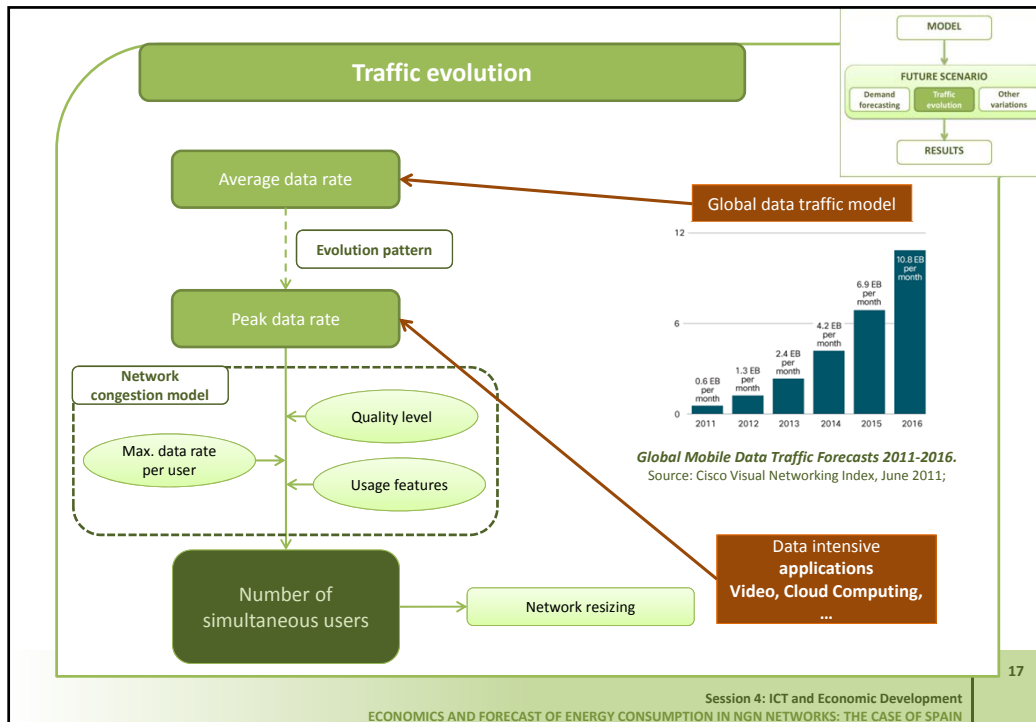 Traffic evolution
MODEL
FUTURE SCENARIO
Demand
forecasting
Traffic
evolution
Other
variations
RESULTS
Average data rate
Evolution pattern
Peak data rate
Network
congestion model
Quality level
Max. data rate
per user
Usage features
Number of
simultaneous users
Network resizing
Global data traffic model
12
6
0
0.6 EB
per
month
1.3 EB
per
month
2.4 EB
per
month
4.2 EB
per
month
6.9 EB
per
month
10.8 EB
per
month
2011 2012 2013 2014 2015 2016
Global Mobile Data Traffic Forecasts 2011-2016.
Source: Cisco Visual Networking Index, June 2011;
Data intensive
applications
Video, Cloud Computing,
...
17
Session 4: ICT and Economic Development
ECONOMICS AND FORECAST OF ENERGY CONSUMPTION IN NGN NETWORKS: THE CASE OF SPAIN